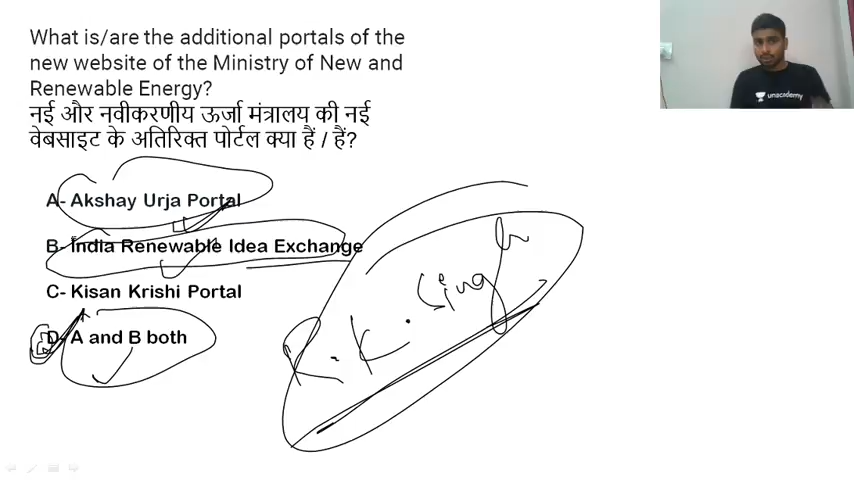 What is/are the additional portals of the
new website of the Ministry of New and
Renewable Energy?
नई और नवीकरणीय ऊर्जा मंत्रालय की नई
वेबसाइट के अतिरिक्त पोर्टल क्या हैं / हैं?
A- Akshay Urja Portal
B- India Renewable Idea Exchange
C- Kisan Krishi Portal
D- A and B both
R.K. Singh
unacademy